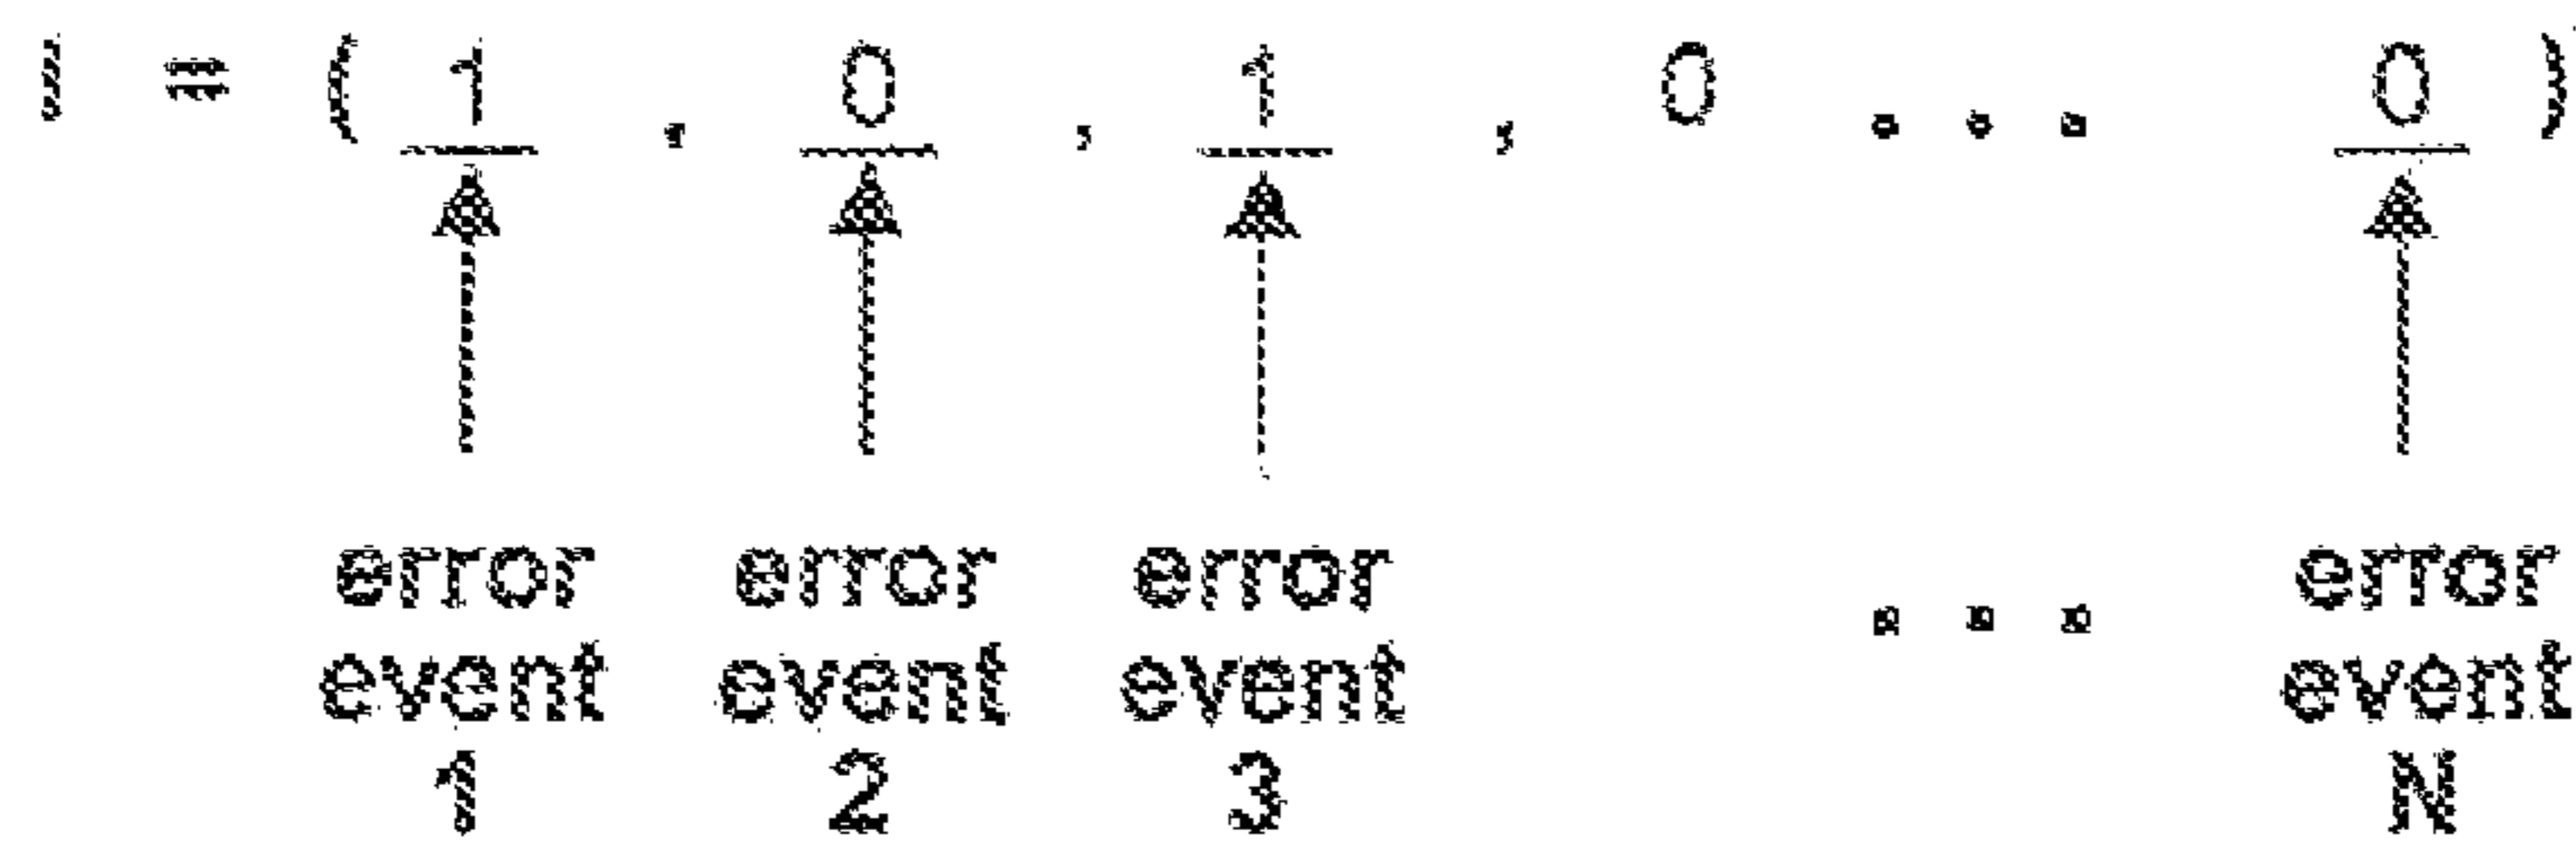 I = ( 1 , 0 , 1 , 0 . . . 0 )
error error error error
event event event . . . event
1 2 3 N